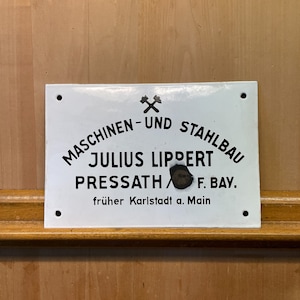 MASCHINEN - UND STAHLBAU
JULIUS LIPPERT
PRESSATH / F. BAY.
früher Karlstadt a. Main